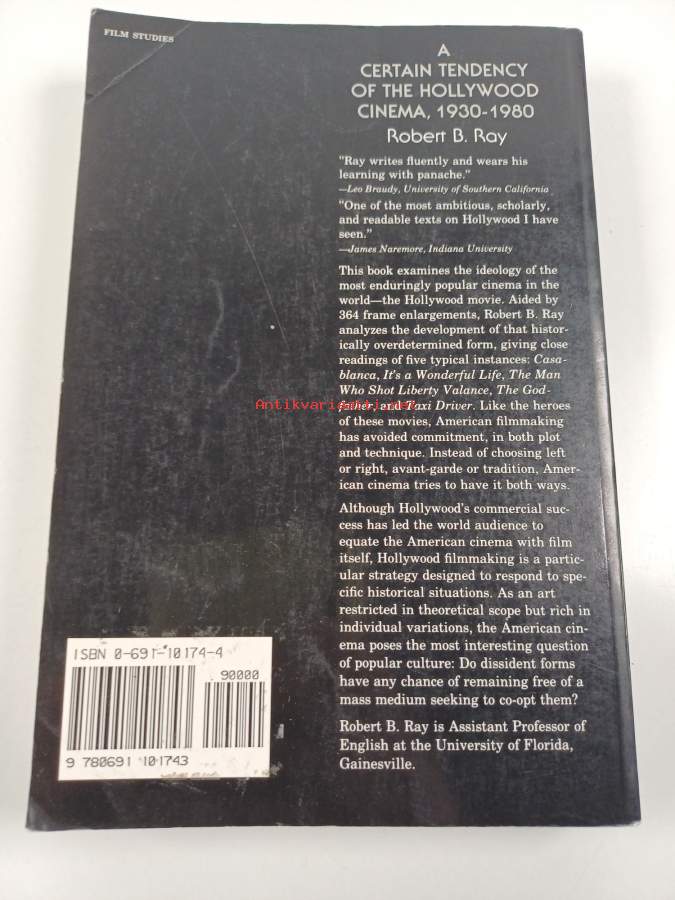 FILM STUDIES
A
CERTAIN TENDENCY
OF THE HOLLYWOOD
CINEMA, 1930-1980
Robert B. Ray
"Ray writes fluently and wears his
learning with panache."
—Leo Braudy, University of Southern California
"One of the most ambitious, scholarly,
and readable texts on Hollywood I have
seen."
—James Naremore, Indiana University
This book examines the ideology of the
most enduringly popular cinema in the
world—the Hollywood movie. Aided by
364 frame enlargements, Robert B. Ray
analyzes the development of that histor-
ically overdetermined form, giving close
readings of five typical instances: Casa-
blanca, It's a Wonderful Life, The Man
Who Shot Liberty Valance, The God-
father, and Taxi Driver. Like the heroes
of these movies, American filmmaking
has avoided commitment, in both plot
and technique. Instead of choosing left
or right, avant-garde or tradition, Amer-
ican cinema tries to have it both ways.
Although Hollywood's commercial suc-
cess has led the world audience to
equate the American cinema with film
itself, Hollywood filmmaking is a partic-
ular strategy designed to respond to spe-
cific historical situations. As an art
restricted in theoretical scope but rich in
individual variations, the American cin-
ema poses the most interesting question
of popular culture: Do dissident forms
have any chance of remaining free of a
mass medium seeking to co-opt them?
Robert B. Ray is Assistant Professor of
English at the University of Florida,
Gainesville.
ISBN 0-691-10174-4
90000
9 780691 101743
Antikvariaatti.net